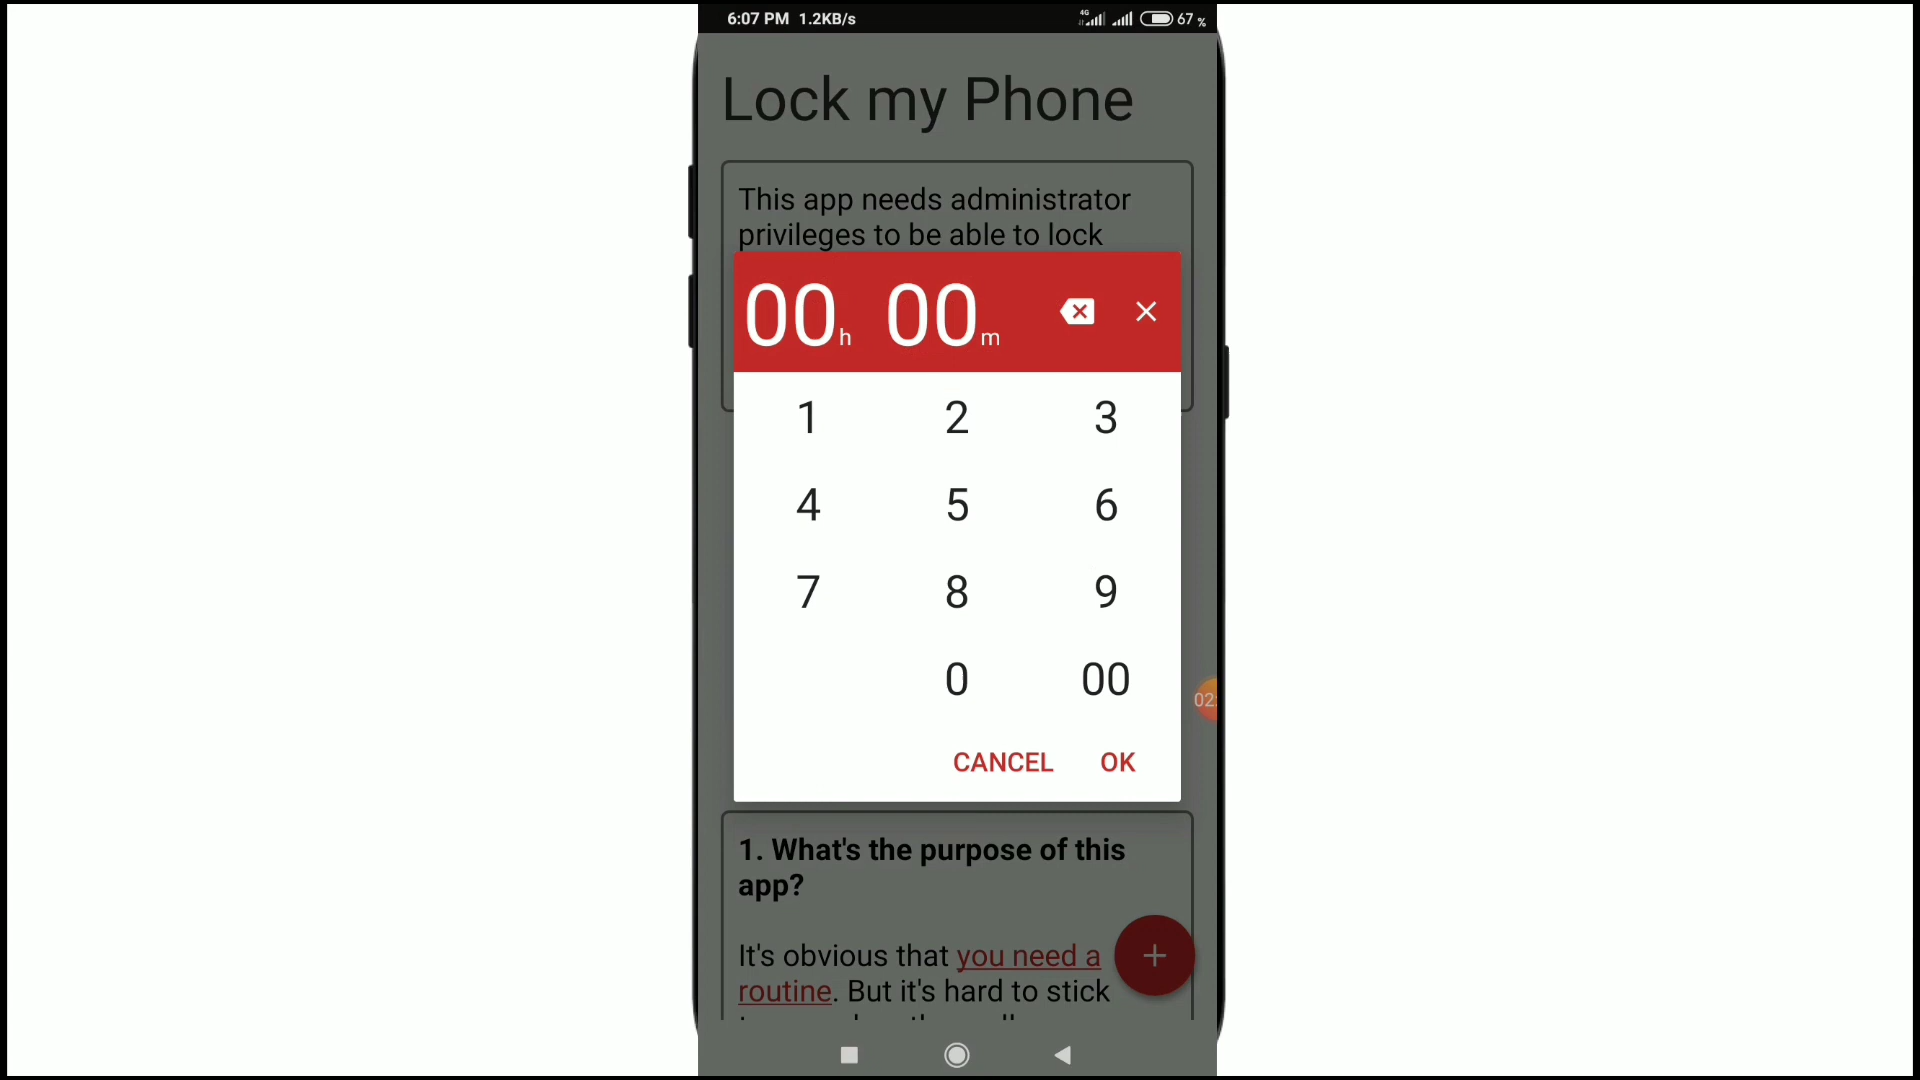 6:07 PM 1.2KB/s 4G 67 %
Lock my Phone
This app needs administrator
privileges to be able to lock
00h 00m
1 2 3
4 5 6
7 8 9
0 00
02:
CANCEL OK
1. What's the purpose of this
app?
It's obvious that you need a
routine. But it's hard to stick